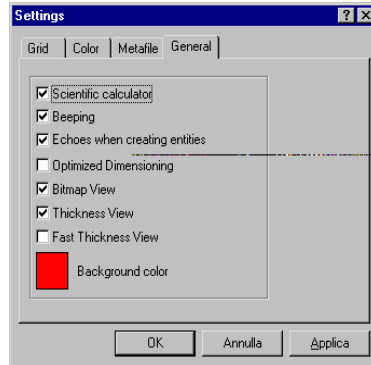 Settings
Grid Color Metafile General
Scientific calculator
Beeping
Echoes when creating entities
Optimized Dimensioning
Bitmap View
Thickness View
Fast Thickness View
Background color
OK Annulla Applica